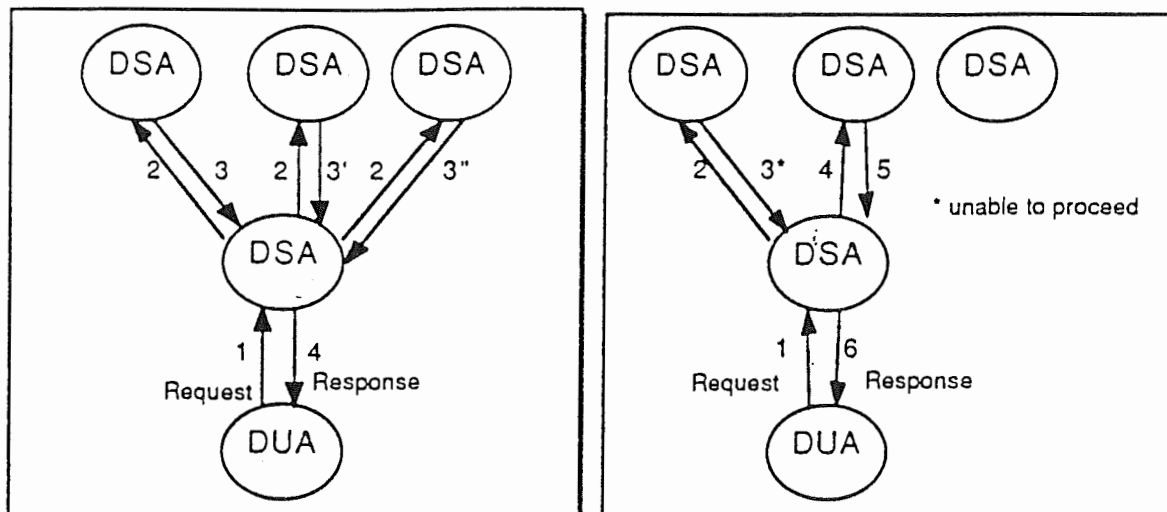 DSA DSA DSA
2 3 2 3' 2 3"
DSA
1 4
Request Response
DUA
DSA DSA DSA
2 3* 4 5
* unable to proceed
DSA
1 6
Request Response
DUA